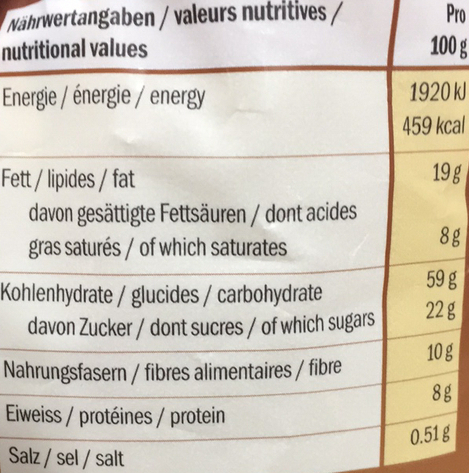 Nährwertangaben / valeurs nutritives / Pro
nutritional values 100 g
Energie / énergie / energy 1920 kJ
459 kcal
Fett / lipides / fat 19 g
davon gesättigte Fettsäuren / dont acides
gras saturés / of which saturates 8 g
Kohlenhydrate / glucides / carbohydrate 59 g
davon Zucker / dont sucres / of which sugars 22 g
Nahrungsfasern / fibres alimentaires / fibre 10 g
Eiweiss / protéines / protein 8 g
Salz / sel / salt 0.51 g